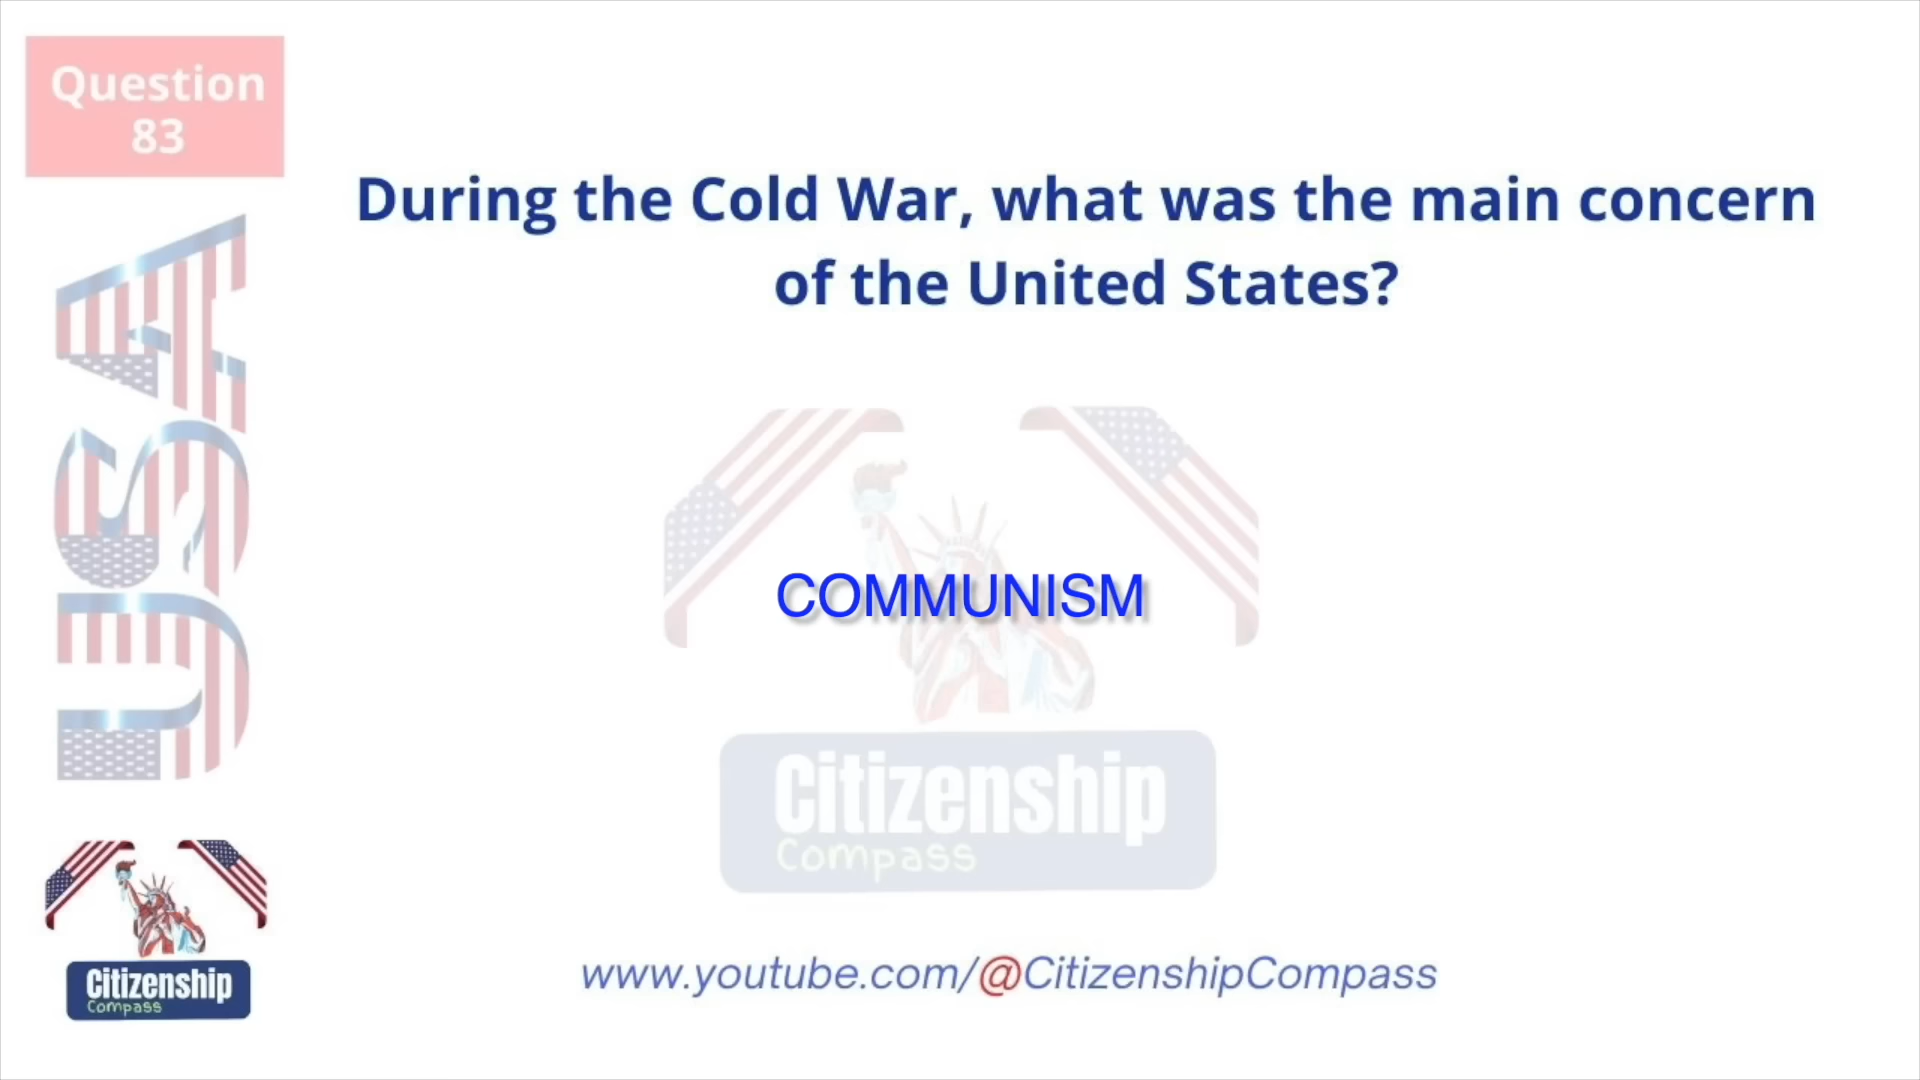 Question
83
During the Cold War, what was the main concern
of the United States?
USA
COMMUNISM
Citizenship
Compass
Citizenship
Compass
www.youtube.com/@CitizenshipCompass